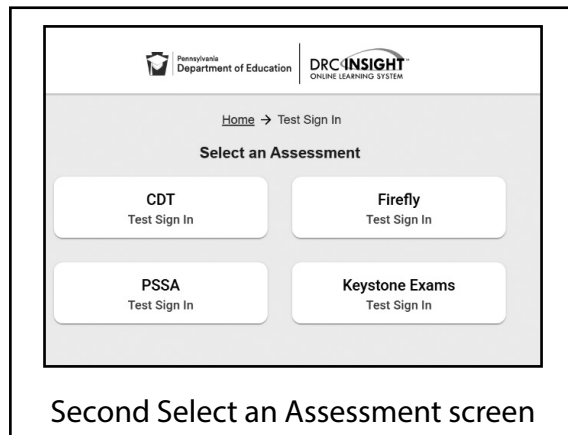 Pennsylvania
Department of Education
DRC INSIGHT™
ONLINE LEARNING SYSTEM
Home → Test Sign In
Select an Assessment
CDT
Test Sign In
Firefly
Test Sign In
PSSA
Test Sign In
Keystone Exams
Test Sign In
Second Select an Assessment screen